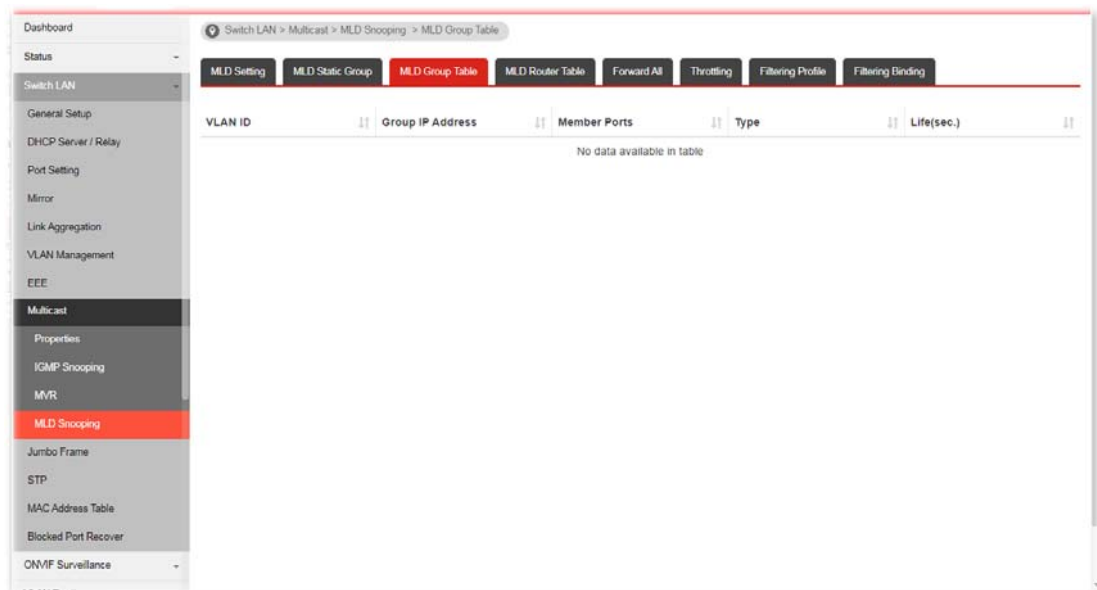 Dashboard
Status
Switch LAN
General Setup
DHCP Server / Relay
Port Setting
Mirror
Link Aggregation
VLAN Management
EEE
Multicast
Properties
IGMP Snooping
MVR
MLD Snooping
Jumbo Frame
STP
MAC Address Table
Blocked Port Recover
ONVIF Surveillance
Switch LAN > Multicast > MLD Snooping > MLD Group Table
MLD Setting MLD Static Group MLD Group Table MLD Router Table Forward All Throttling Filtering Profile Filtering Binding
VLAN ID Group IP Address Member Ports Type Life(sec.)
No data available in table